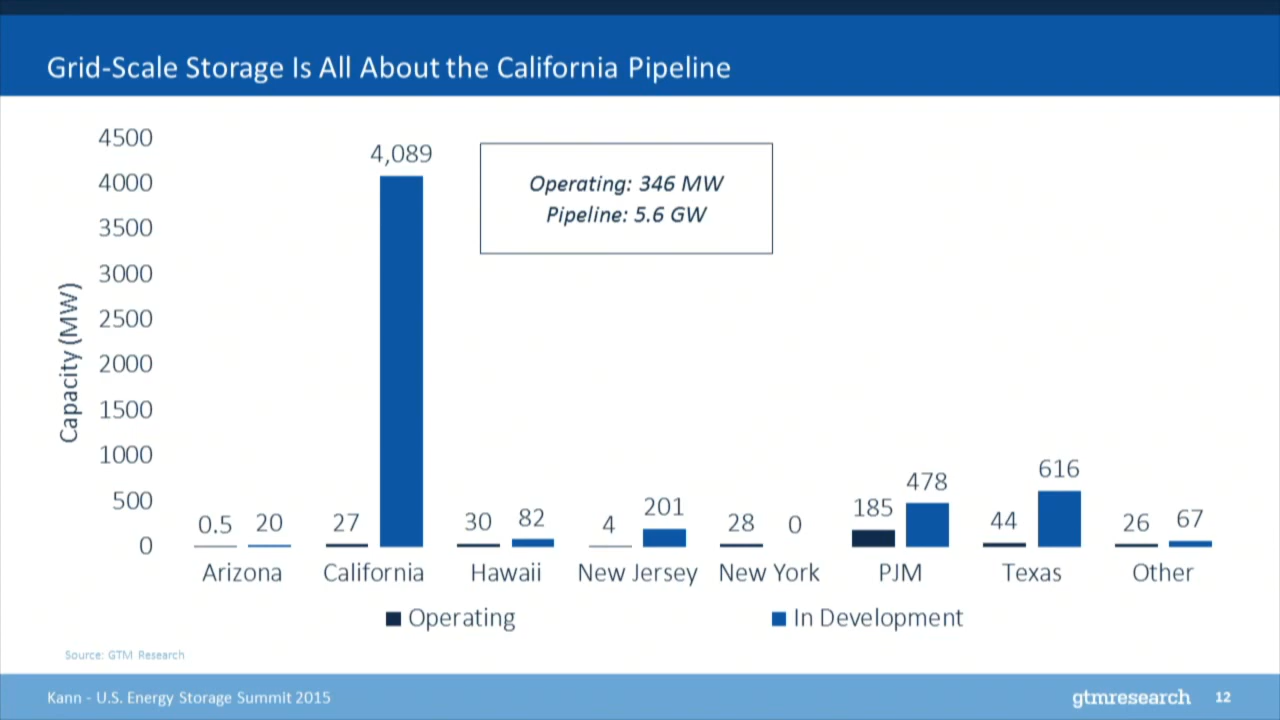 Grid-Scale Storage Is All About the California Pipeline
Capacity (MW)
4500
4000
3500
3000
2500
2000
1500
1000
500
0
4,089
Operating: 346 MW
Pipeline: 5.6 GW
0.5 20 27 30 82 4 201 28 0 185 478 44 616 26 67
Arizona California Hawaii New Jersey New York PJM Texas Other
Operating In Development
Source: GTM Research
Kann - U.S. Energy Storage Summit 2015 gtmresearch 12